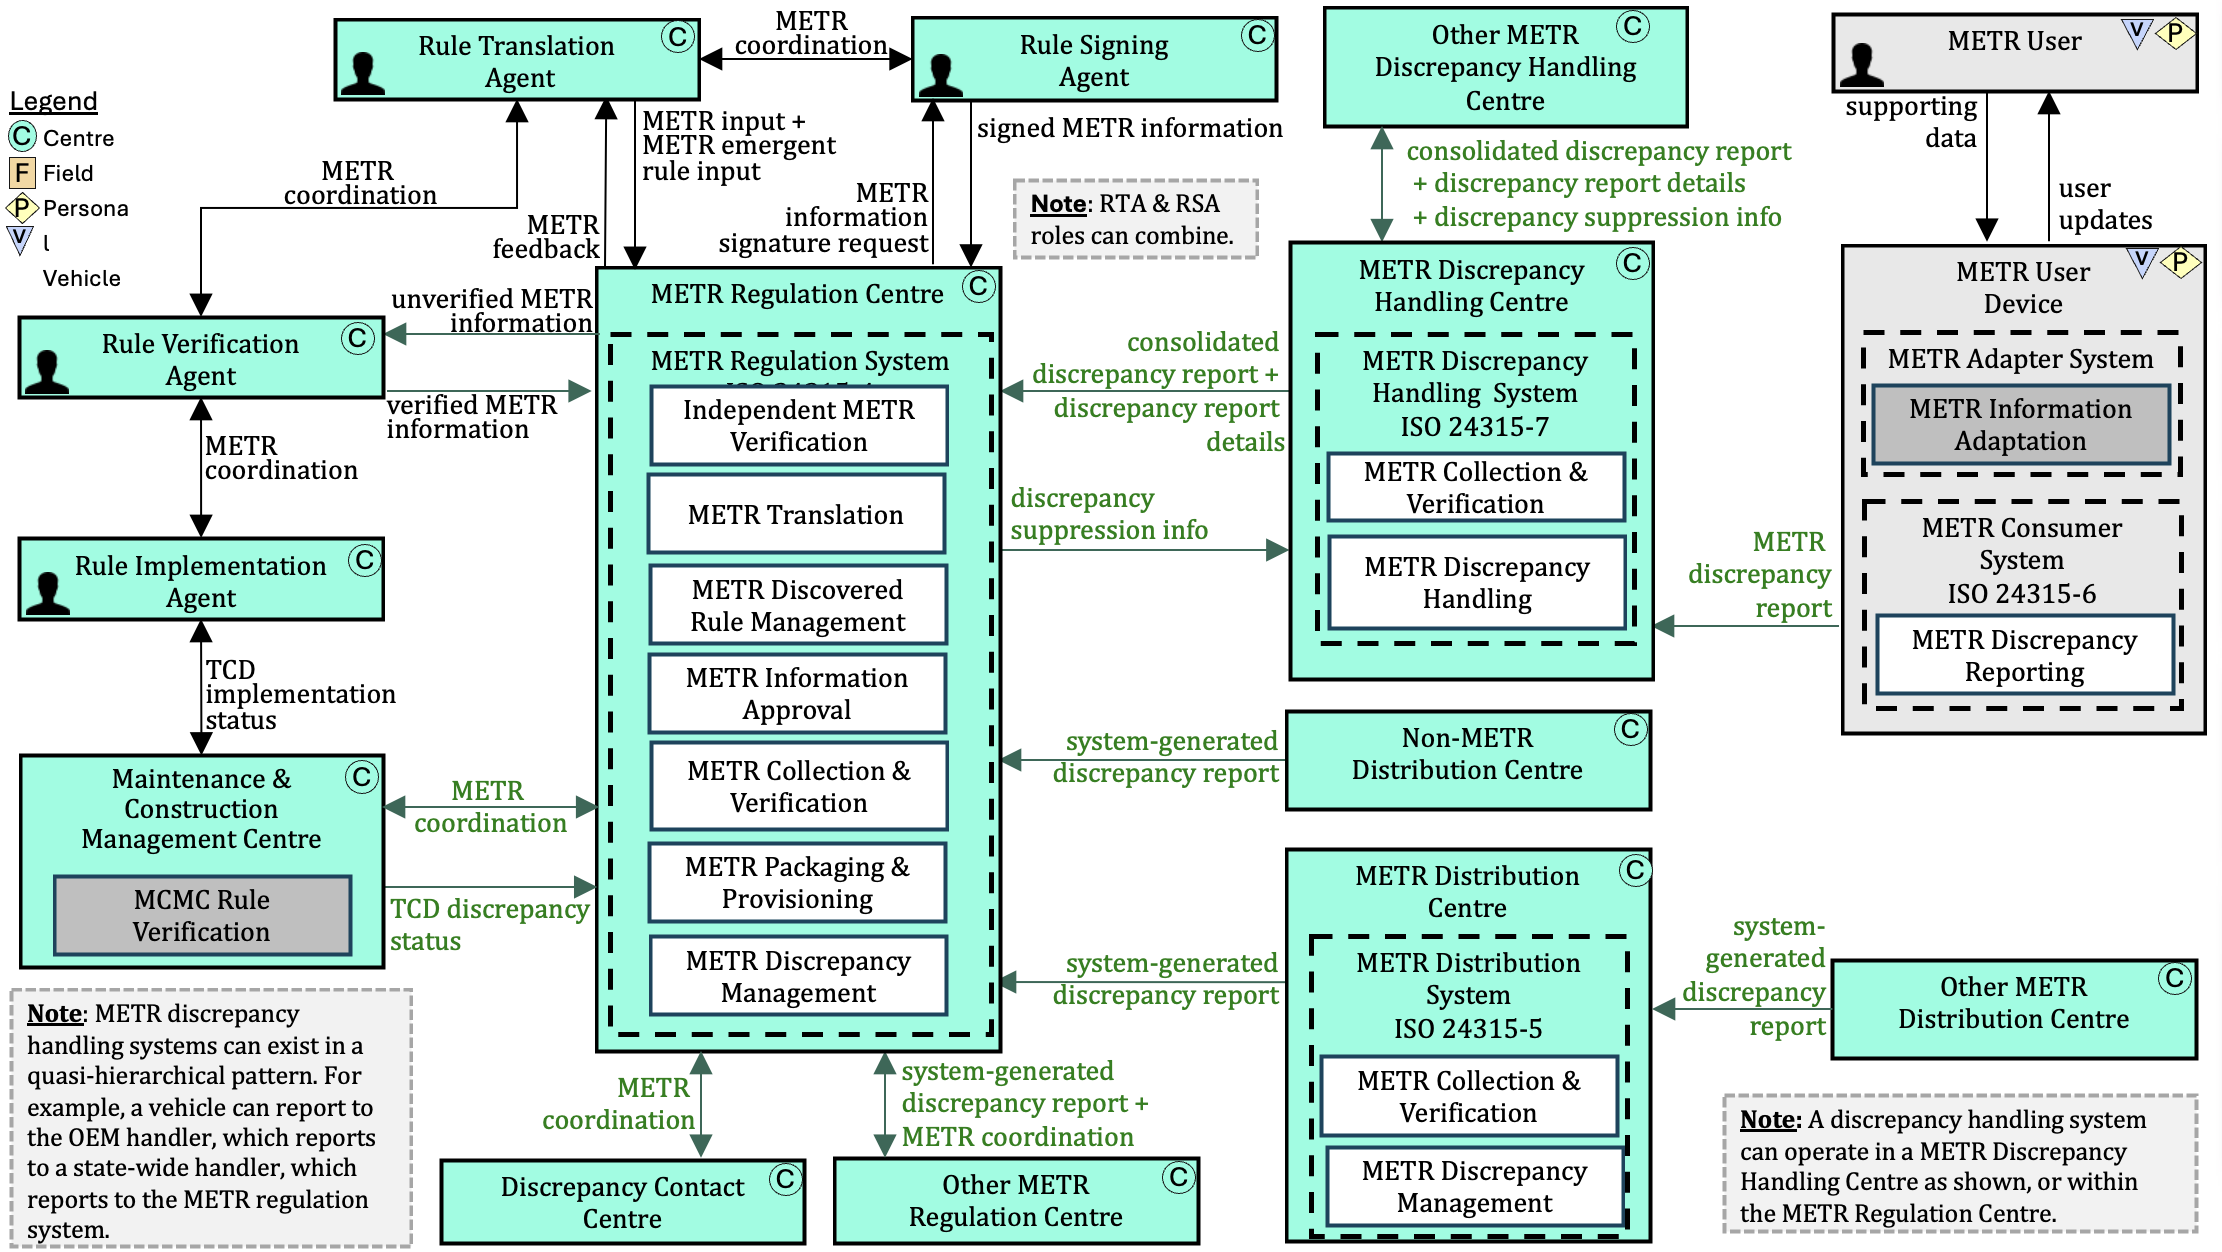 Legend
C Centre
F Field
P Persona
V l
Vehicle
Rule Translation
Agent
C
METR
coordination
Rule Signing
Agent
C
Other METR
Discrepancy Handling
Centre
C
METR User
V P
METR
coordination
METR
feedback
METR input +
METR emergent
rule input
METR
information
signature request
signed METR information
Note: RTA & RSA
roles can combine.
consolidated discrepancy report
+ discrepancy report details
+ discrepancy suppression info
supporting
data
user
updates
Rule Verification
Agent
C
unverified METR
information
verified METR
information
METR
coordination
Rule Implementation
Agent
C
TCD
implementation
status
Maintenance &
Construction
Management Centre
C
MCMC Rule
Verification
METR
coordination
TCD discrepancy
status
METR Regulation Centre
C
METR Regulation System
Independent METR
Verification
METR Translation
METR Discovered
Rule Management
METR Information
Approval
METR Collection &
Verification
METR Packaging &
Provisioning
METR Discrepancy
Management
consolidated
discrepancy report +
discrepancy report
details
discrepancy
suppression info
METR Discrepancy
Handling Centre
C
METR Discrepancy
Handling System
ISO 24315-7
METR Collection &
Verification
METR Discrepancy
Handling
METR
discrepancy
report
METR User
Device
V P
METR Adapter System
METR Information
Adaptation
METR Consumer
System
ISO 24315-6
METR Discrepancy
Reporting
system-generated
discrepancy report
Non-METR
Distribution Centre
C
system-generated
discrepancy report
METR Distribution
Centre
C
METR Distribution
System
ISO 24315-5
METR Collection &
Verification
METR Discrepancy
Management
system-
generated
discrepancy
report
Other METR
Distribution Centre
C
Note: METR discrepancy
handling systems can exist in a
quasi-hierarchical pattern. For
example, a vehicle can report to
the OEM handler, which reports
to a state-wide handler, which
reports to the METR regulation
system.
METR
coordination
system-generated
discrepancy report +
METR coordination
Discrepancy Contact
Centre
C
Other METR
Regulation Centre
C
Note: A discrepancy handling system
can operate in a METR Discrepancy
Handling Centre as shown, or within
the METR Regulation Centre.